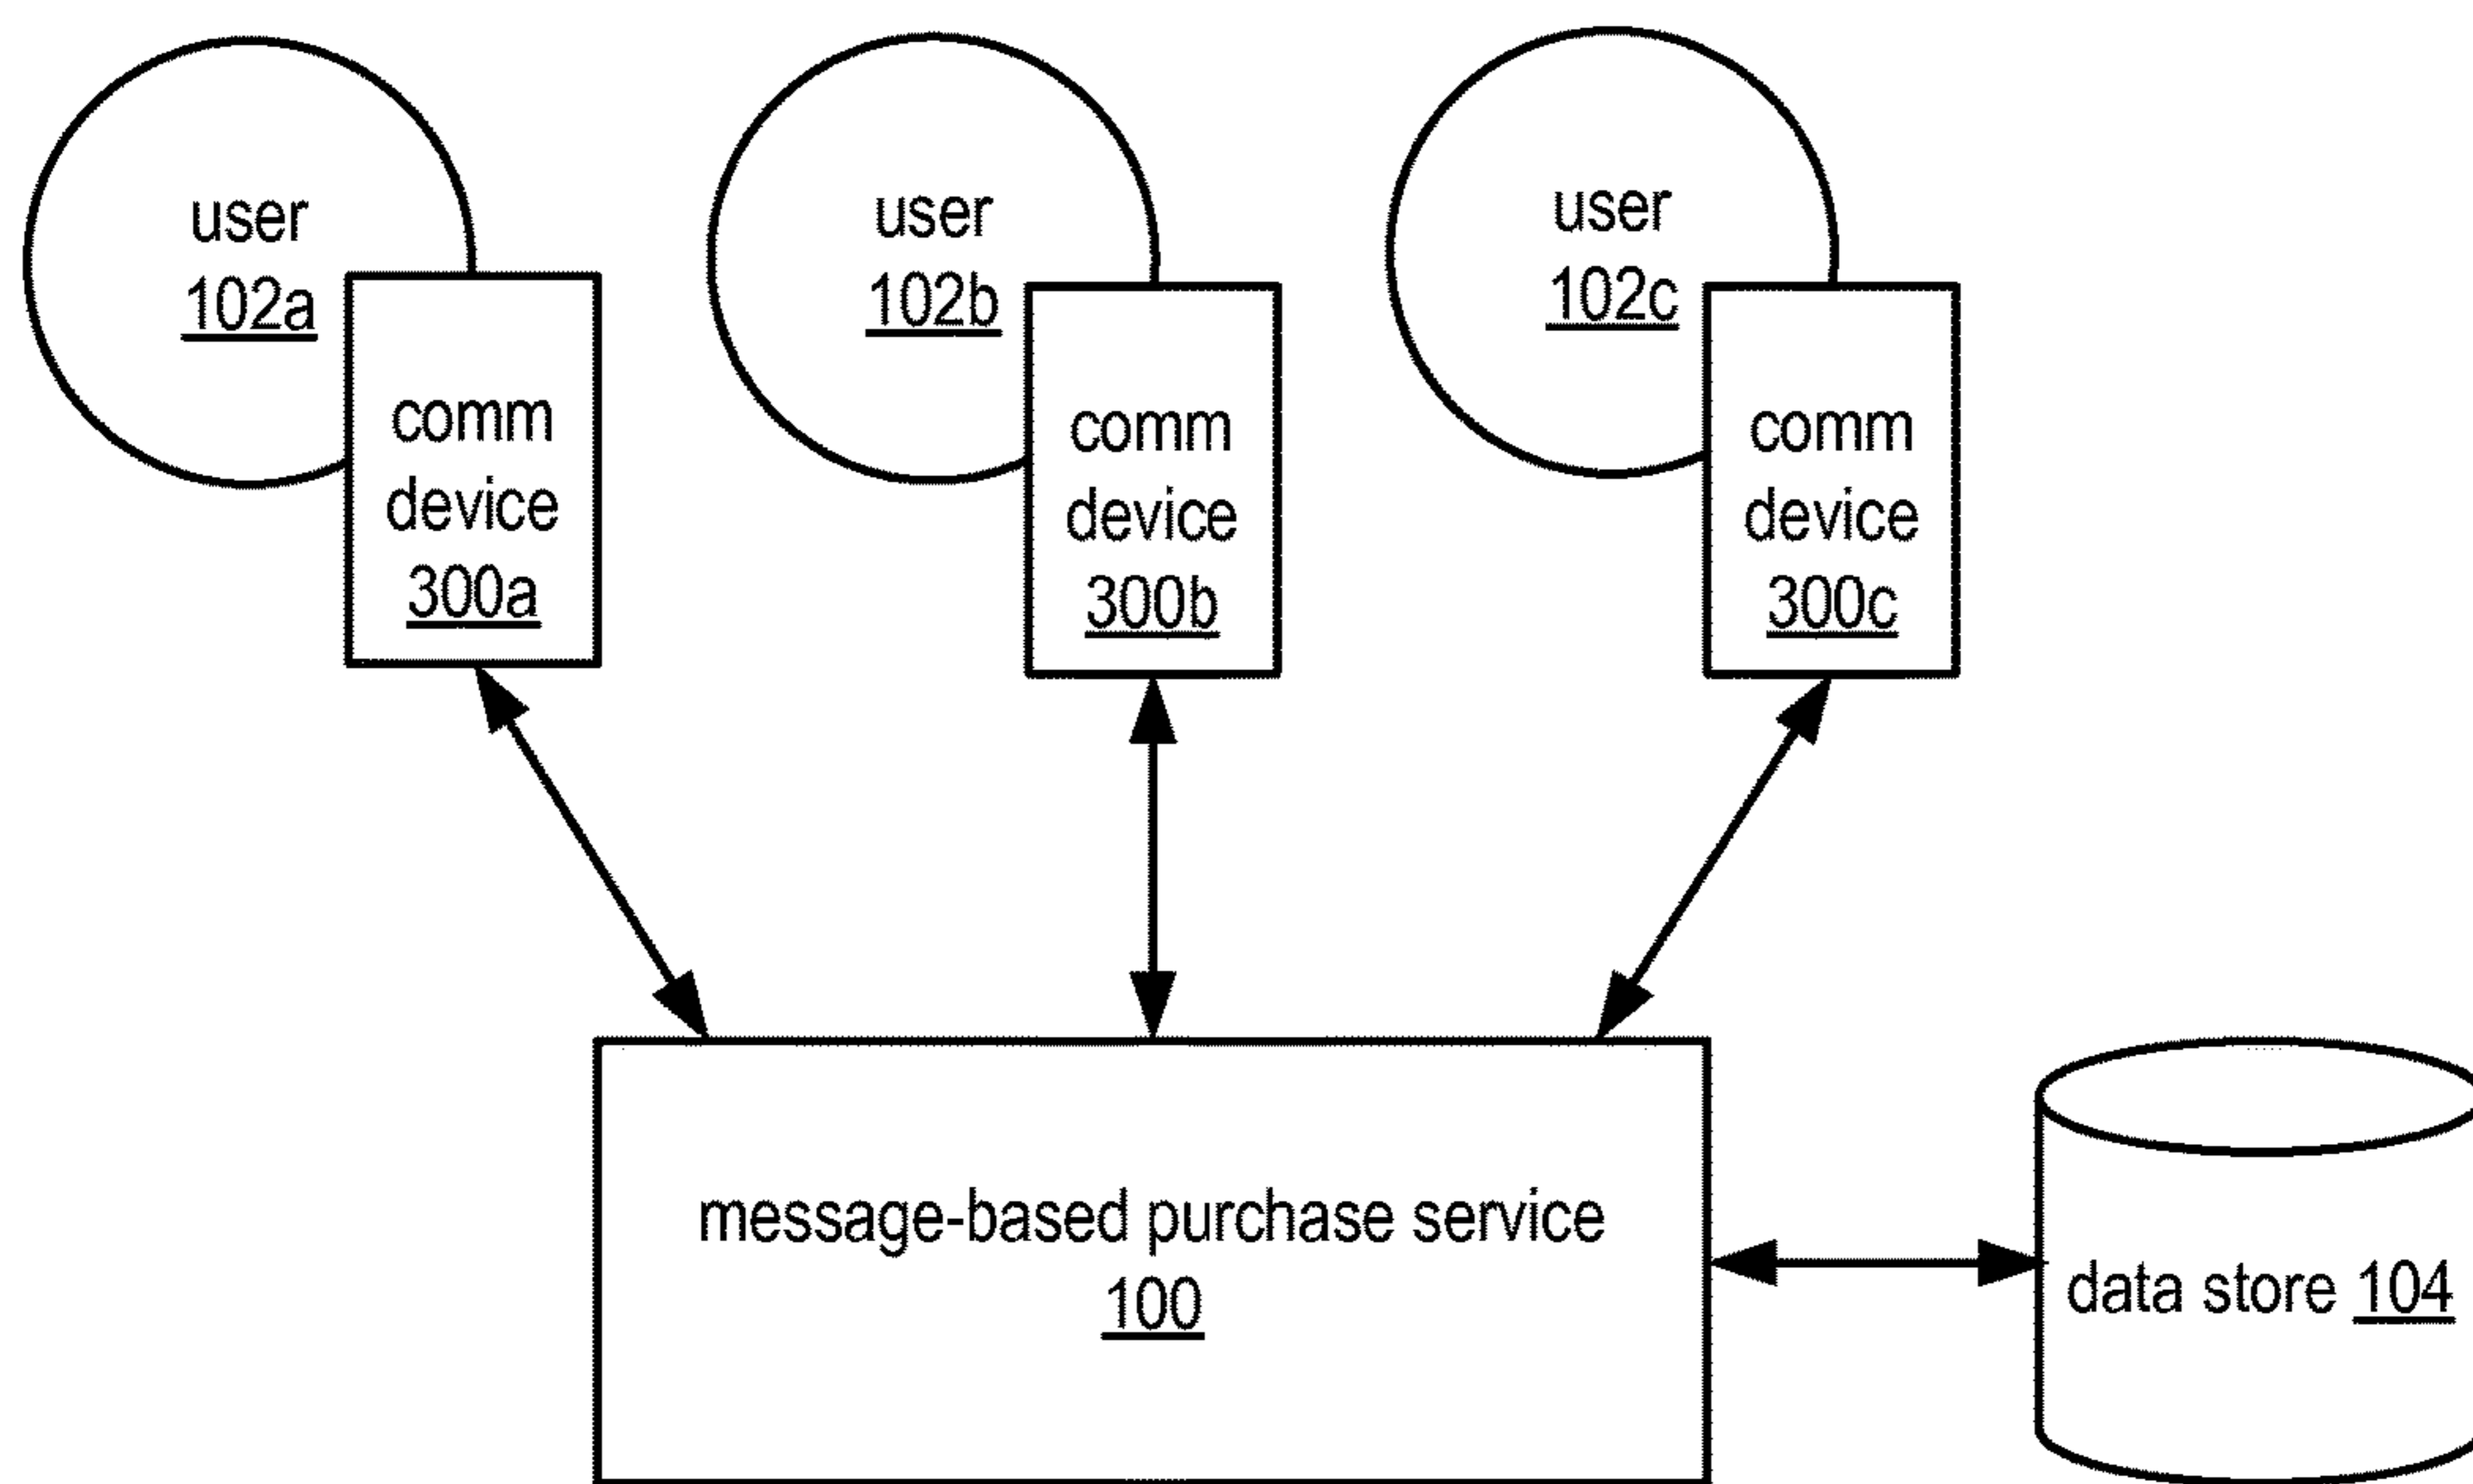 user
102a
user
102b
user
102c
comm
device
300a
comm
device
300b
comm
device
300c
message-based purchase service
100
data store 104